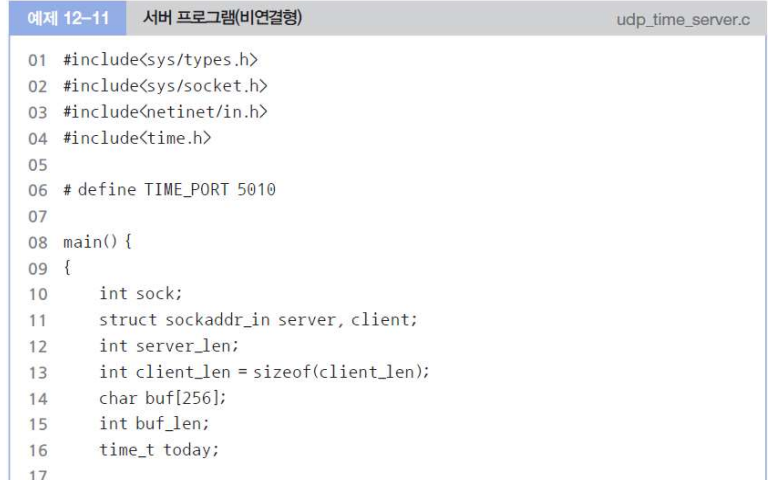 예제 12-11 서버 프로그램(비연결형) udp_time_server.c
01 #include<sys/types.h>
02 #include<sys/socket.h>
03 #include<netinet/in.h>
04 #include<time.h>
05
06 # define TIME_PORT 5010
07
08 main() {
09 {
10 int sock;
11 struct sockaddr_in server, client;
12 int server_len;
13 int client_len = sizeof(client_len);
14 char buf[256];
15 int buf_len;
16 time_t today;
17